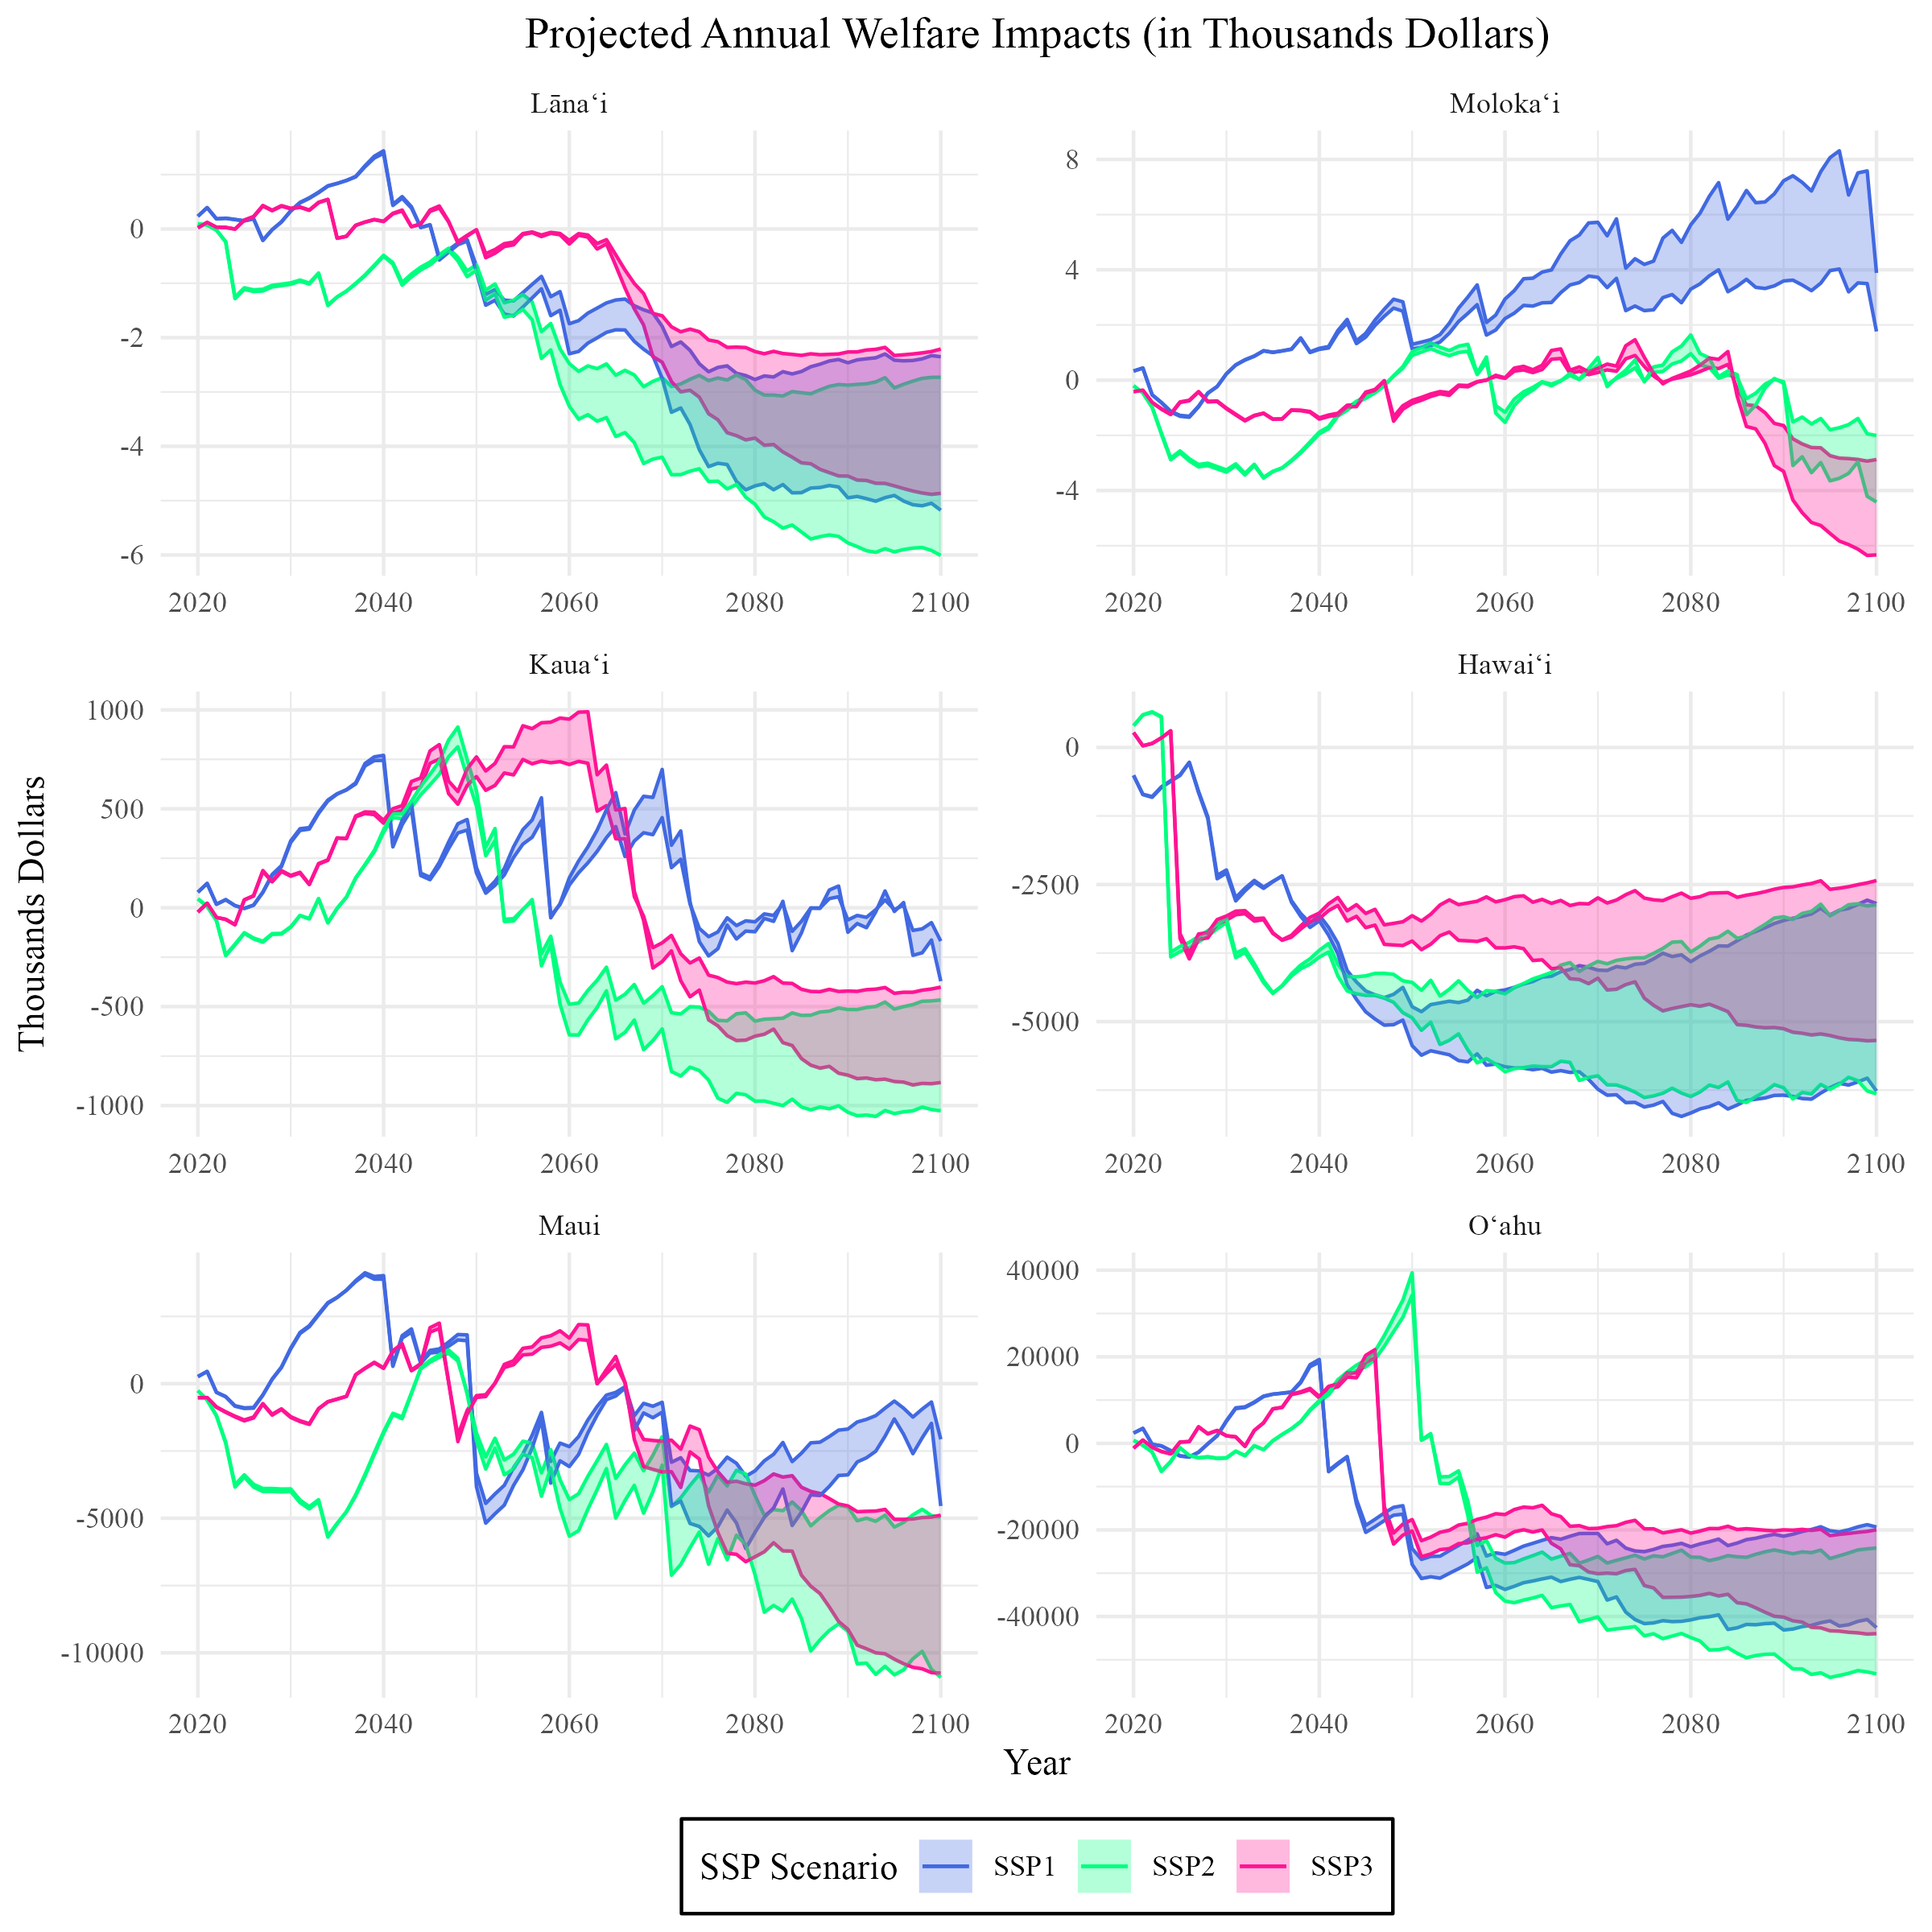 Projected Annual Welfare Impacts (in Thousands Dollars)
Lānaʻi
0
-2
-4
-6
2020 2040 2060 2080 2100
Molokaʻi
8
4
0
-4
2020 2040 2060 2080 2100
Kauaʻi
1000
500
0
-500
-1000
2020 2040 2060 2080 2100
Hawaiʻi
0
-2500
-5000
2020 2040 2060 2080 2100
Maui
0
-5000
-10000
2020 2040 2060 2080 2100
Oʻahu
40000
20000
0
-20000
-40000
2020 2040 2060 2080 2100
Thousands Dollars
Year
SSP Scenario SSP1 SSP2 SSP3